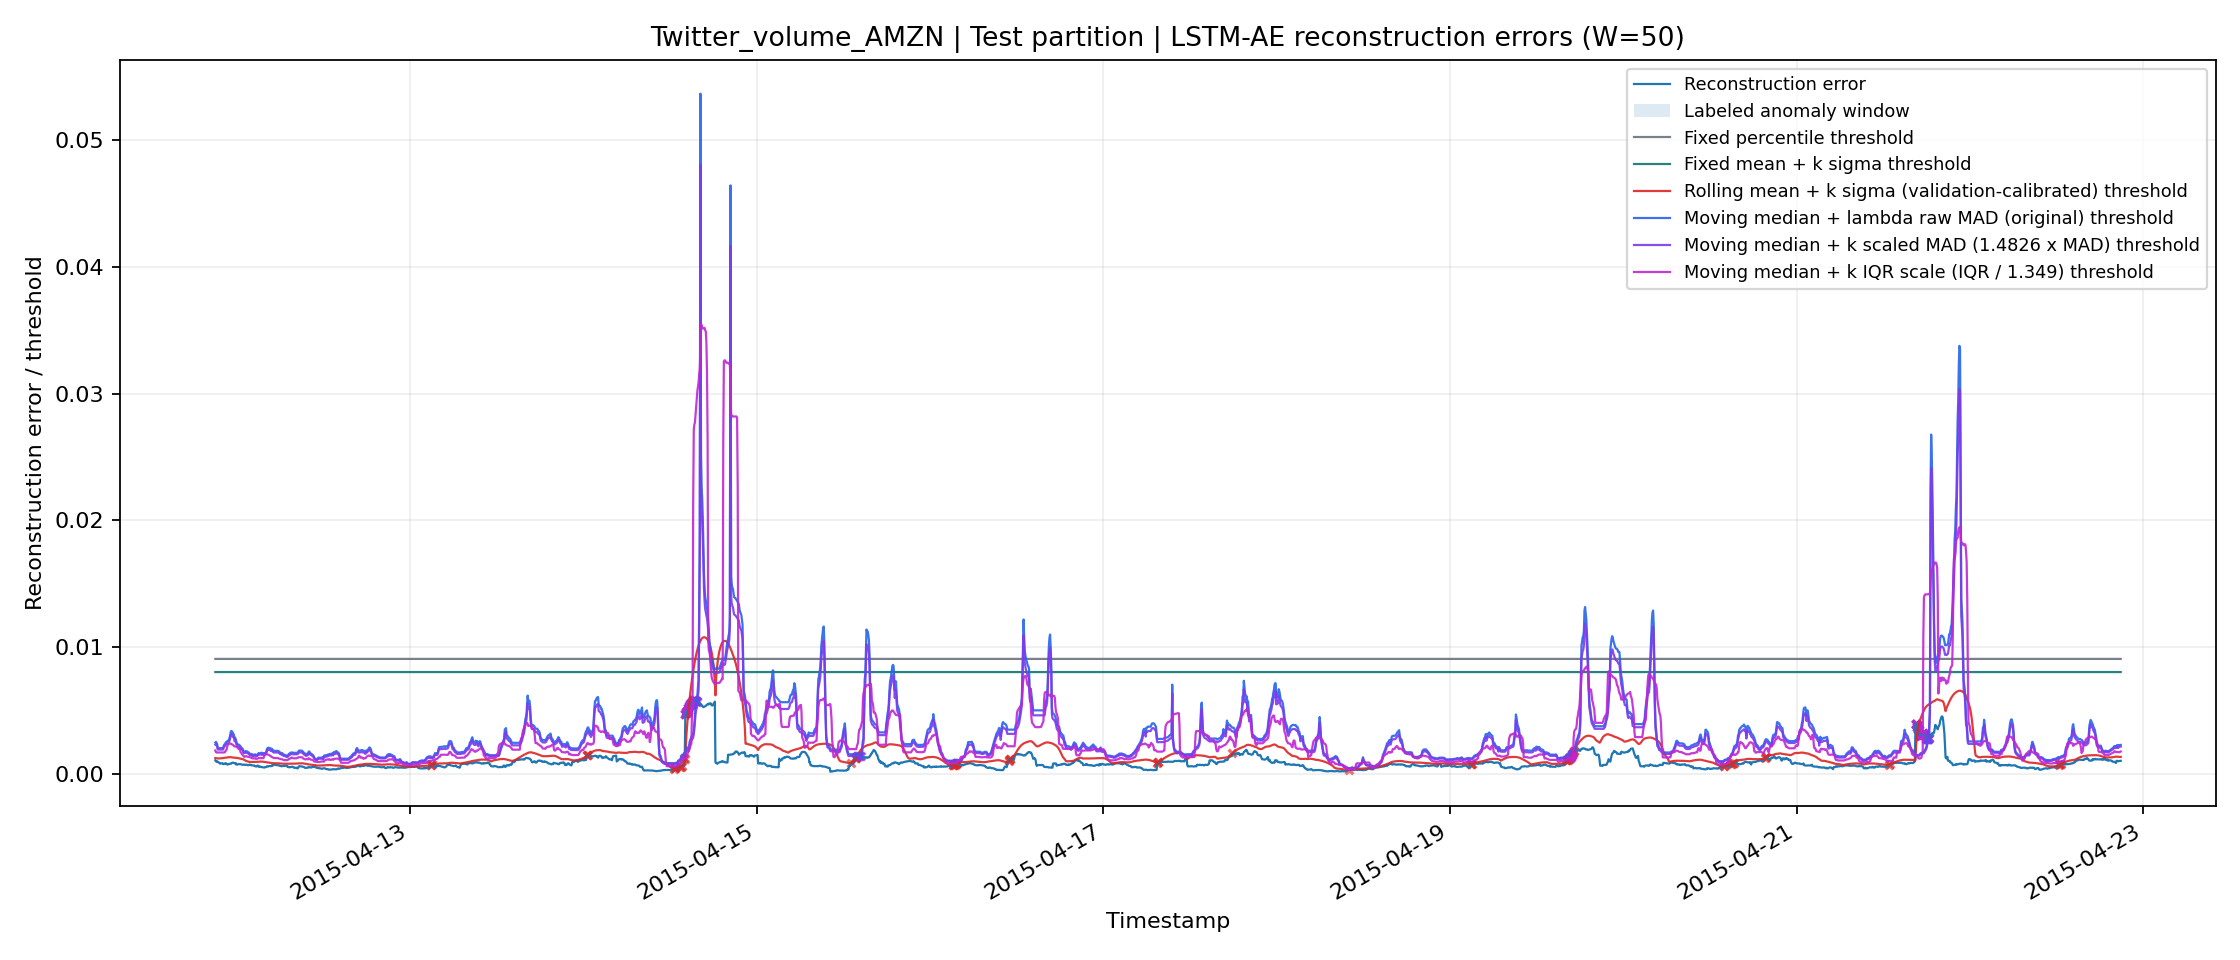 Twitter_volume_AMZN | Test partition | LSTM-AE reconstruction errors (W=50)
Reconstruction error
Labeled anomaly window
Fixed percentile threshold
Fixed mean + k sigma threshold
Rolling mean + k sigma (validation-calibrated) threshold
Moving median + lambda raw MAD (original) threshold
Moving median + k scaled MAD (1.4826 x MAD) threshold
Moving median + k IQR scale (IQR / 1.349) threshold
Reconstruction error / threshold
0.05
0.04
0.03
0.02
0.01
0.00
2015-04-13
2015-04-15
2015-04-17
2015-04-19
2015-04-21
2015-04-23
Timestamp